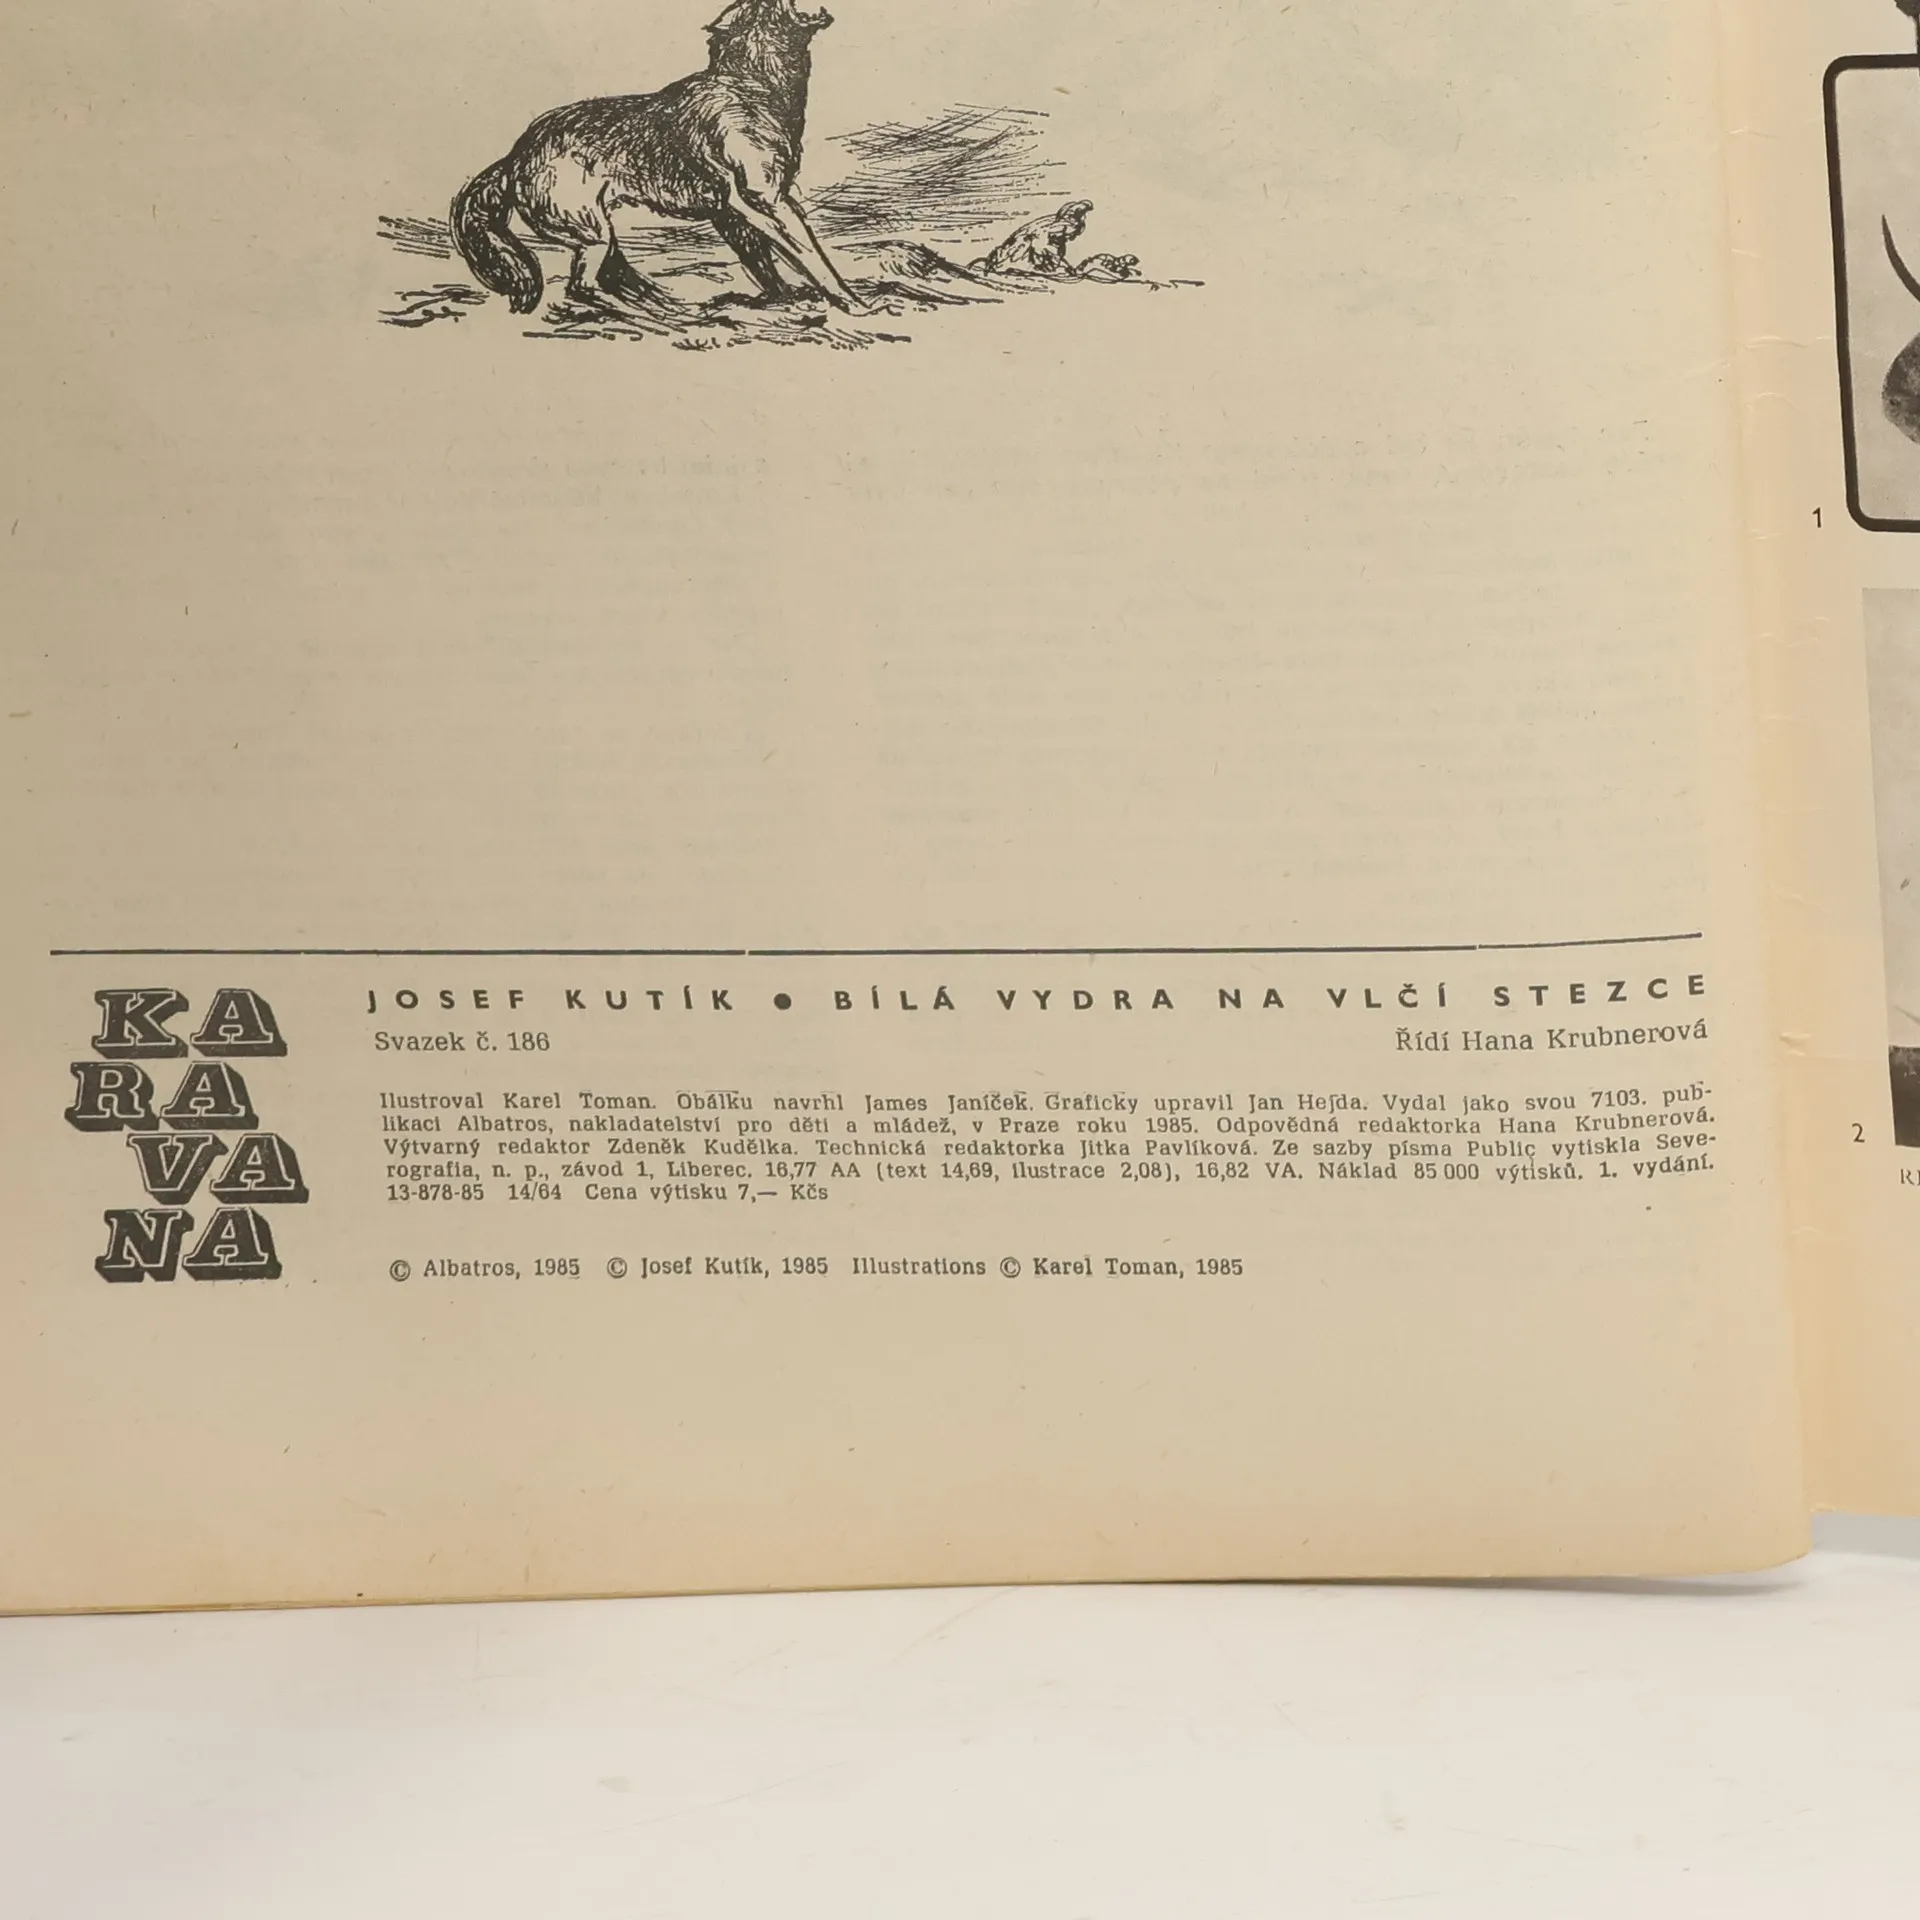 KA
RA
VA
NA
JOSEF KUTÍK ● BÍLÁ VYDRA NA VLČÍ STEZCE
Svazek č. 186 Řídí Hana Krubnerová
Ilustroval Karel Toman. Obálku navrhl James Janíček. Graficky upravil Jan Hejda. Vydal jako svou 7103. pub-
likaci Albatros, nakladatelství pro děti a mládež, v Praze roku 1985. Odpovědná redaktorka Hana Krubnerová.
Výtvarný redaktor Zdeněk Kudělka. Technická redaktorka Jitka Pavlíková. Ze sazby písma Public vytiskla Seve-
rografia, n. p., závod 1, Liberec. 16,77 AA (text 14,69, ilustrace 2,08), 16,82 VA. Náklad 85 000 výtisků. 1. vydání.
13-878-85 14/64 Cena výtisku 7,— Kčs
© Albatros, 1985 © Josef Kutík, 1985 Illustrations © Karel Toman, 1985
1
2